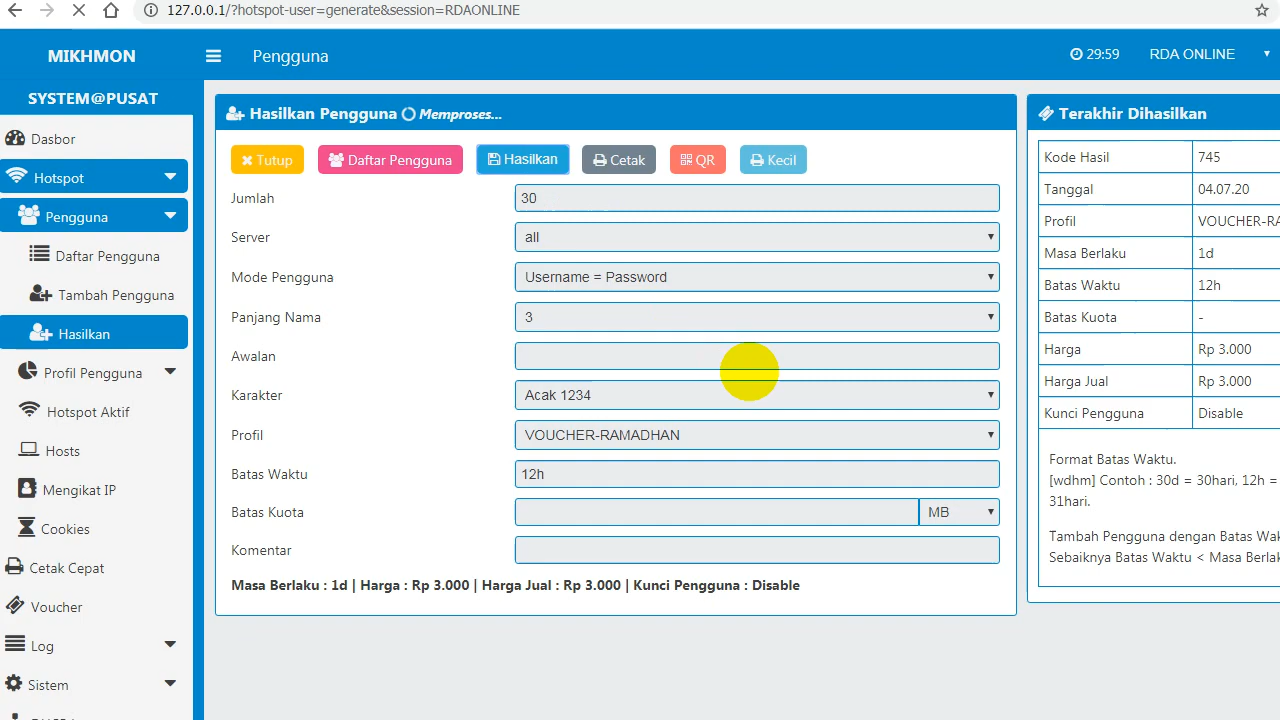 127.0.0.1/?hotspot-user=generate&session=RDAONLINE
MIKHMON
Pengguna
29:59
RDA ONLINE
SYSTEM@PUSAT
Dasbor
Hotspot
Pengguna
Daftar Pengguna
Tambah Pengguna
Hasilkan
Profil Pengguna
Hotspot Aktif
Hosts
Mengikat IP
Cookies
Cetak Cepat
Voucher
Log
Sistem
Hasilkan Pengguna Memproses...
Tutup Daftar Pengguna Hasilkan Cetak QR Kecil
Jumlah 30
Server all
Mode Pengguna Username = Password
Panjang Nama 3
Awalan
Karakter Acak 1234
Profil VOUCHER-RAMADHAN
Batas Waktu 12h
Batas Kuota MB
Komentar
Masa Berlaku : 1d | Harga : Rp 3.000 | Harga Jual : Rp 3.000 | Kunci Pengguna : Disable
Terakhir Dihasilkan
Kode Hasil 745
Tanggal 04.07.20
Profil VOUCHER-RA
Masa Berlaku 1d
Batas Waktu 12h
Batas Kuota -
Harga Rp 3.000
Harga Jual Rp 3.000
Kunci Pengguna Disable
Format Batas Waktu.
[wdhm] Contoh : 30d = 30hari, 12h =
31hari.
Tambah Pengguna dengan Batas Wak
Sebaiknya Batas Waktu < Masa Berlak